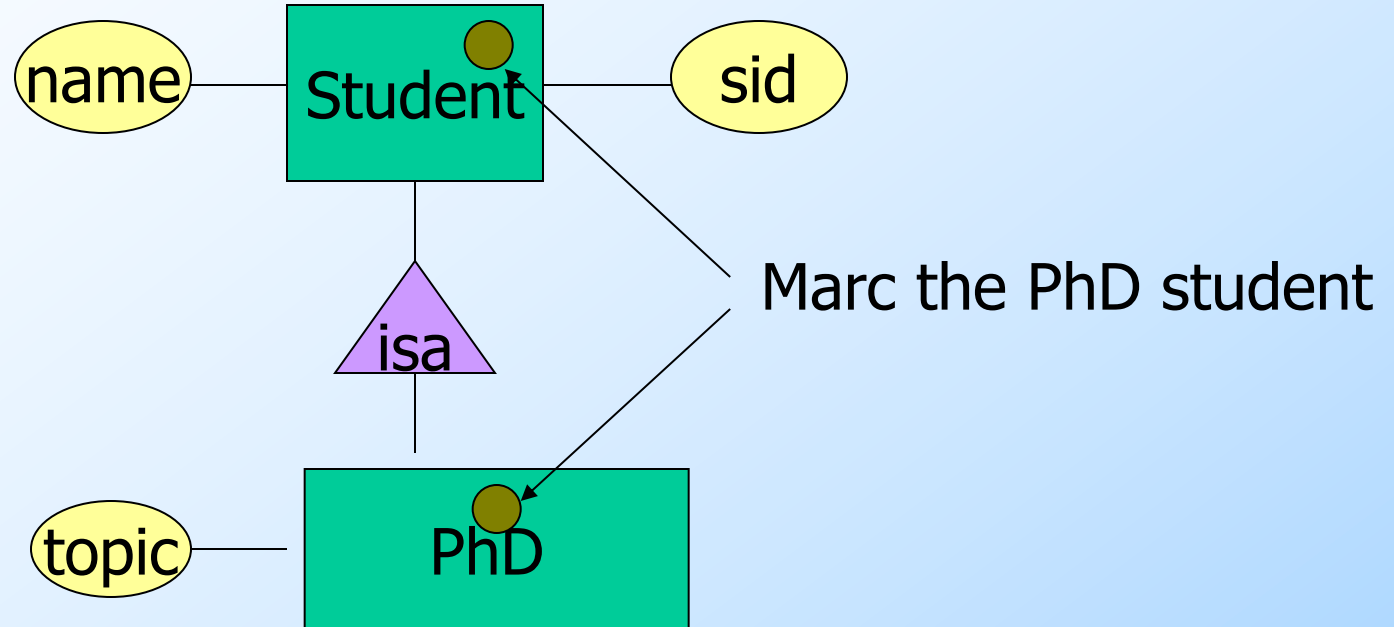 name
Student
sid
isa
Marc the PhD student
topic
PhD